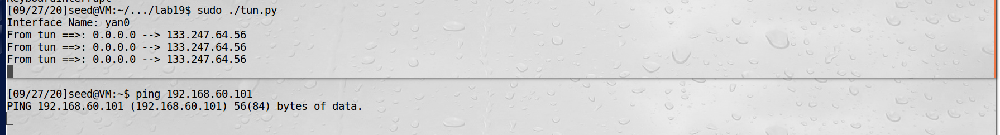 KeyboardInterrupt
[09/27/20]seed@VM:~/.../lab19$ sudo ./tun.py
Interface Name: yan0
From tun ==>: 0.0.0.0 --> 133.247.64.56
From tun ==>: 0.0.0.0 --> 133.247.64.56
From tun ==>: 0.0.0.0 --> 133.247.64.56
[09/27/20]seed@VM:~$ ping 192.168.60.101
PING 192.168.60.101 (192.168.60.101) 56(84) bytes of data.